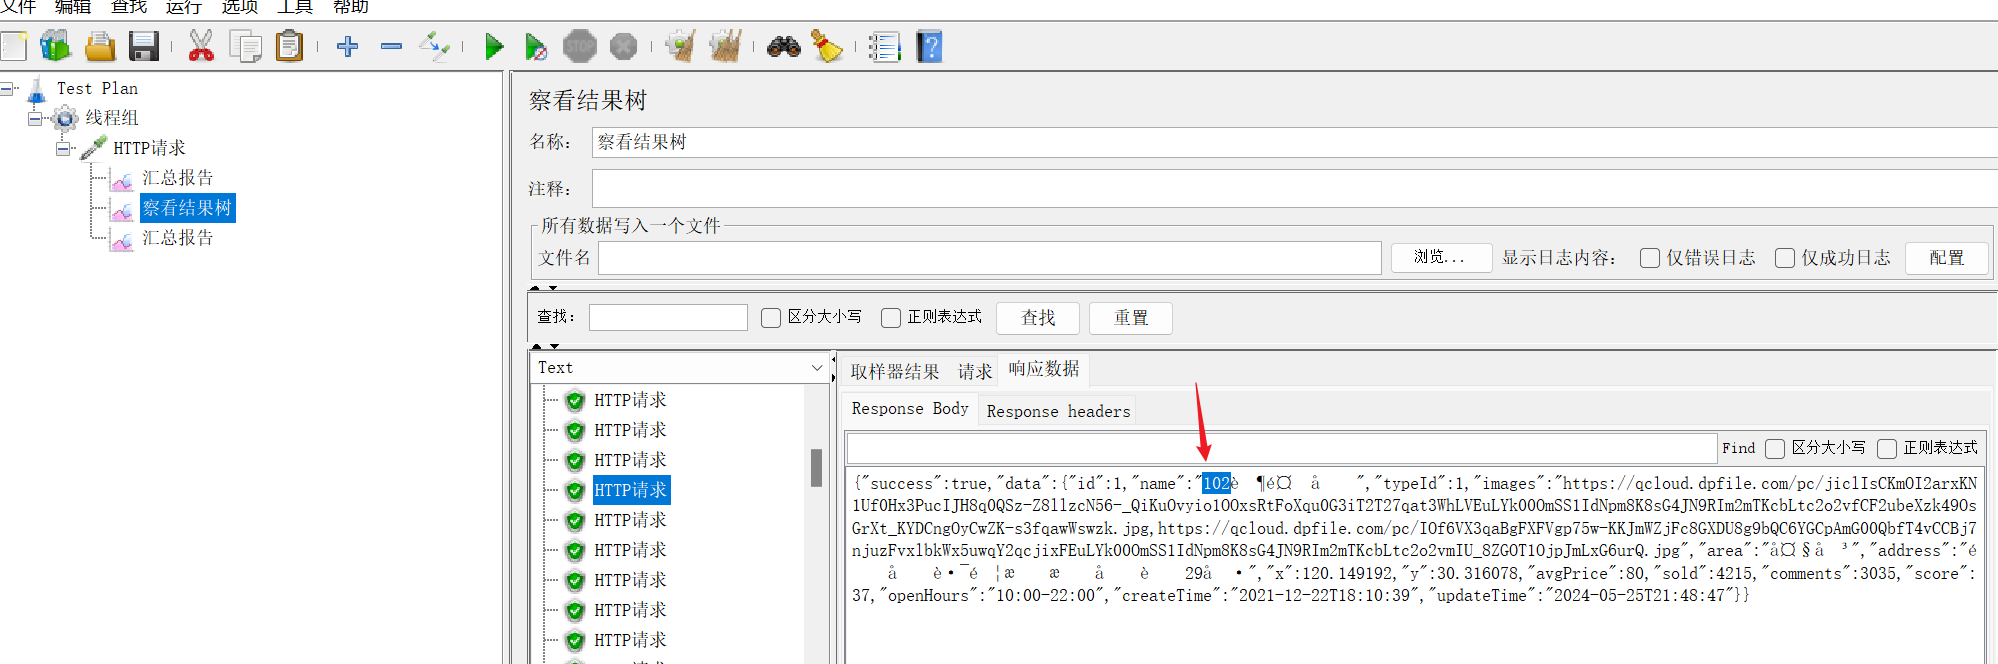 文件 编辑 查找 运行 选项 工具 帮助
STOP
Test Plan
线程组
HTTP请求
汇总报告
察看结果树
汇总报告
察看结果树
名称: 察看结果树
注释:
所有数据写入一个文件
文件名 浏览... 显示日志内容: 仅错误日志 仅成功日志 配置
查找: 区分大小写 正则表达式 查找 重置
Text
HTTP请求
HTTP请求
HTTP请求
HTTP请求
HTTP请求
HTTP请求
HTTP请求
HTTP请求
HTTP请求
取样器结果 请求 响应数据
Response Body Response headers
Find 区分大小写 正则表达式
{"success":true,"data":{"id":1,"name":"102è ¶é¤ å ","typeId":1,"images":"https://qcloud.dpfile.com/pc/jiclIsCKmOI2arxKN
1Uf0Hx3PucIJH8q0QSz-Z8llzcN56-_QiKuOvyio1OOxsRtFoXqu0G3iT2T27qat3WhLVEuLYk00OmSS1IdNpm8K8sG4JN9RIm2mTKcbLtc2o2vfCF2ubeXzk49Os
GrXt_KYDCngOyCwZK-s3fqawWswzk.jpg,https://qcloud.dpfile.com/pc/IOf6VX3qaBgFXFVgp75w-KKJmWZjFc8GXDU8g9bQC6YGCpAmG00QbfT4vCCBj7
njuzFvxlbkWx5uwqY2qcjixFEuLYk00OmSS1IdNpm8K8sG4JN9RIm2mTKcbLtc2o2vmIU_8ZGOT1OjpJmLxG6urQ.jpg","area":"å¤§å ³","address":"é
å è·¯é ¦æ æ å è 29å ·","x":120.149192,"y":30.316078,"avgPrice":80,"sold":4215,"comments":3035,"score":
37,"openHours":"10:00-22:00","createTime":"2021-12-22T18:10:39","updateTime":"2024-05-25T21:48:47"}}